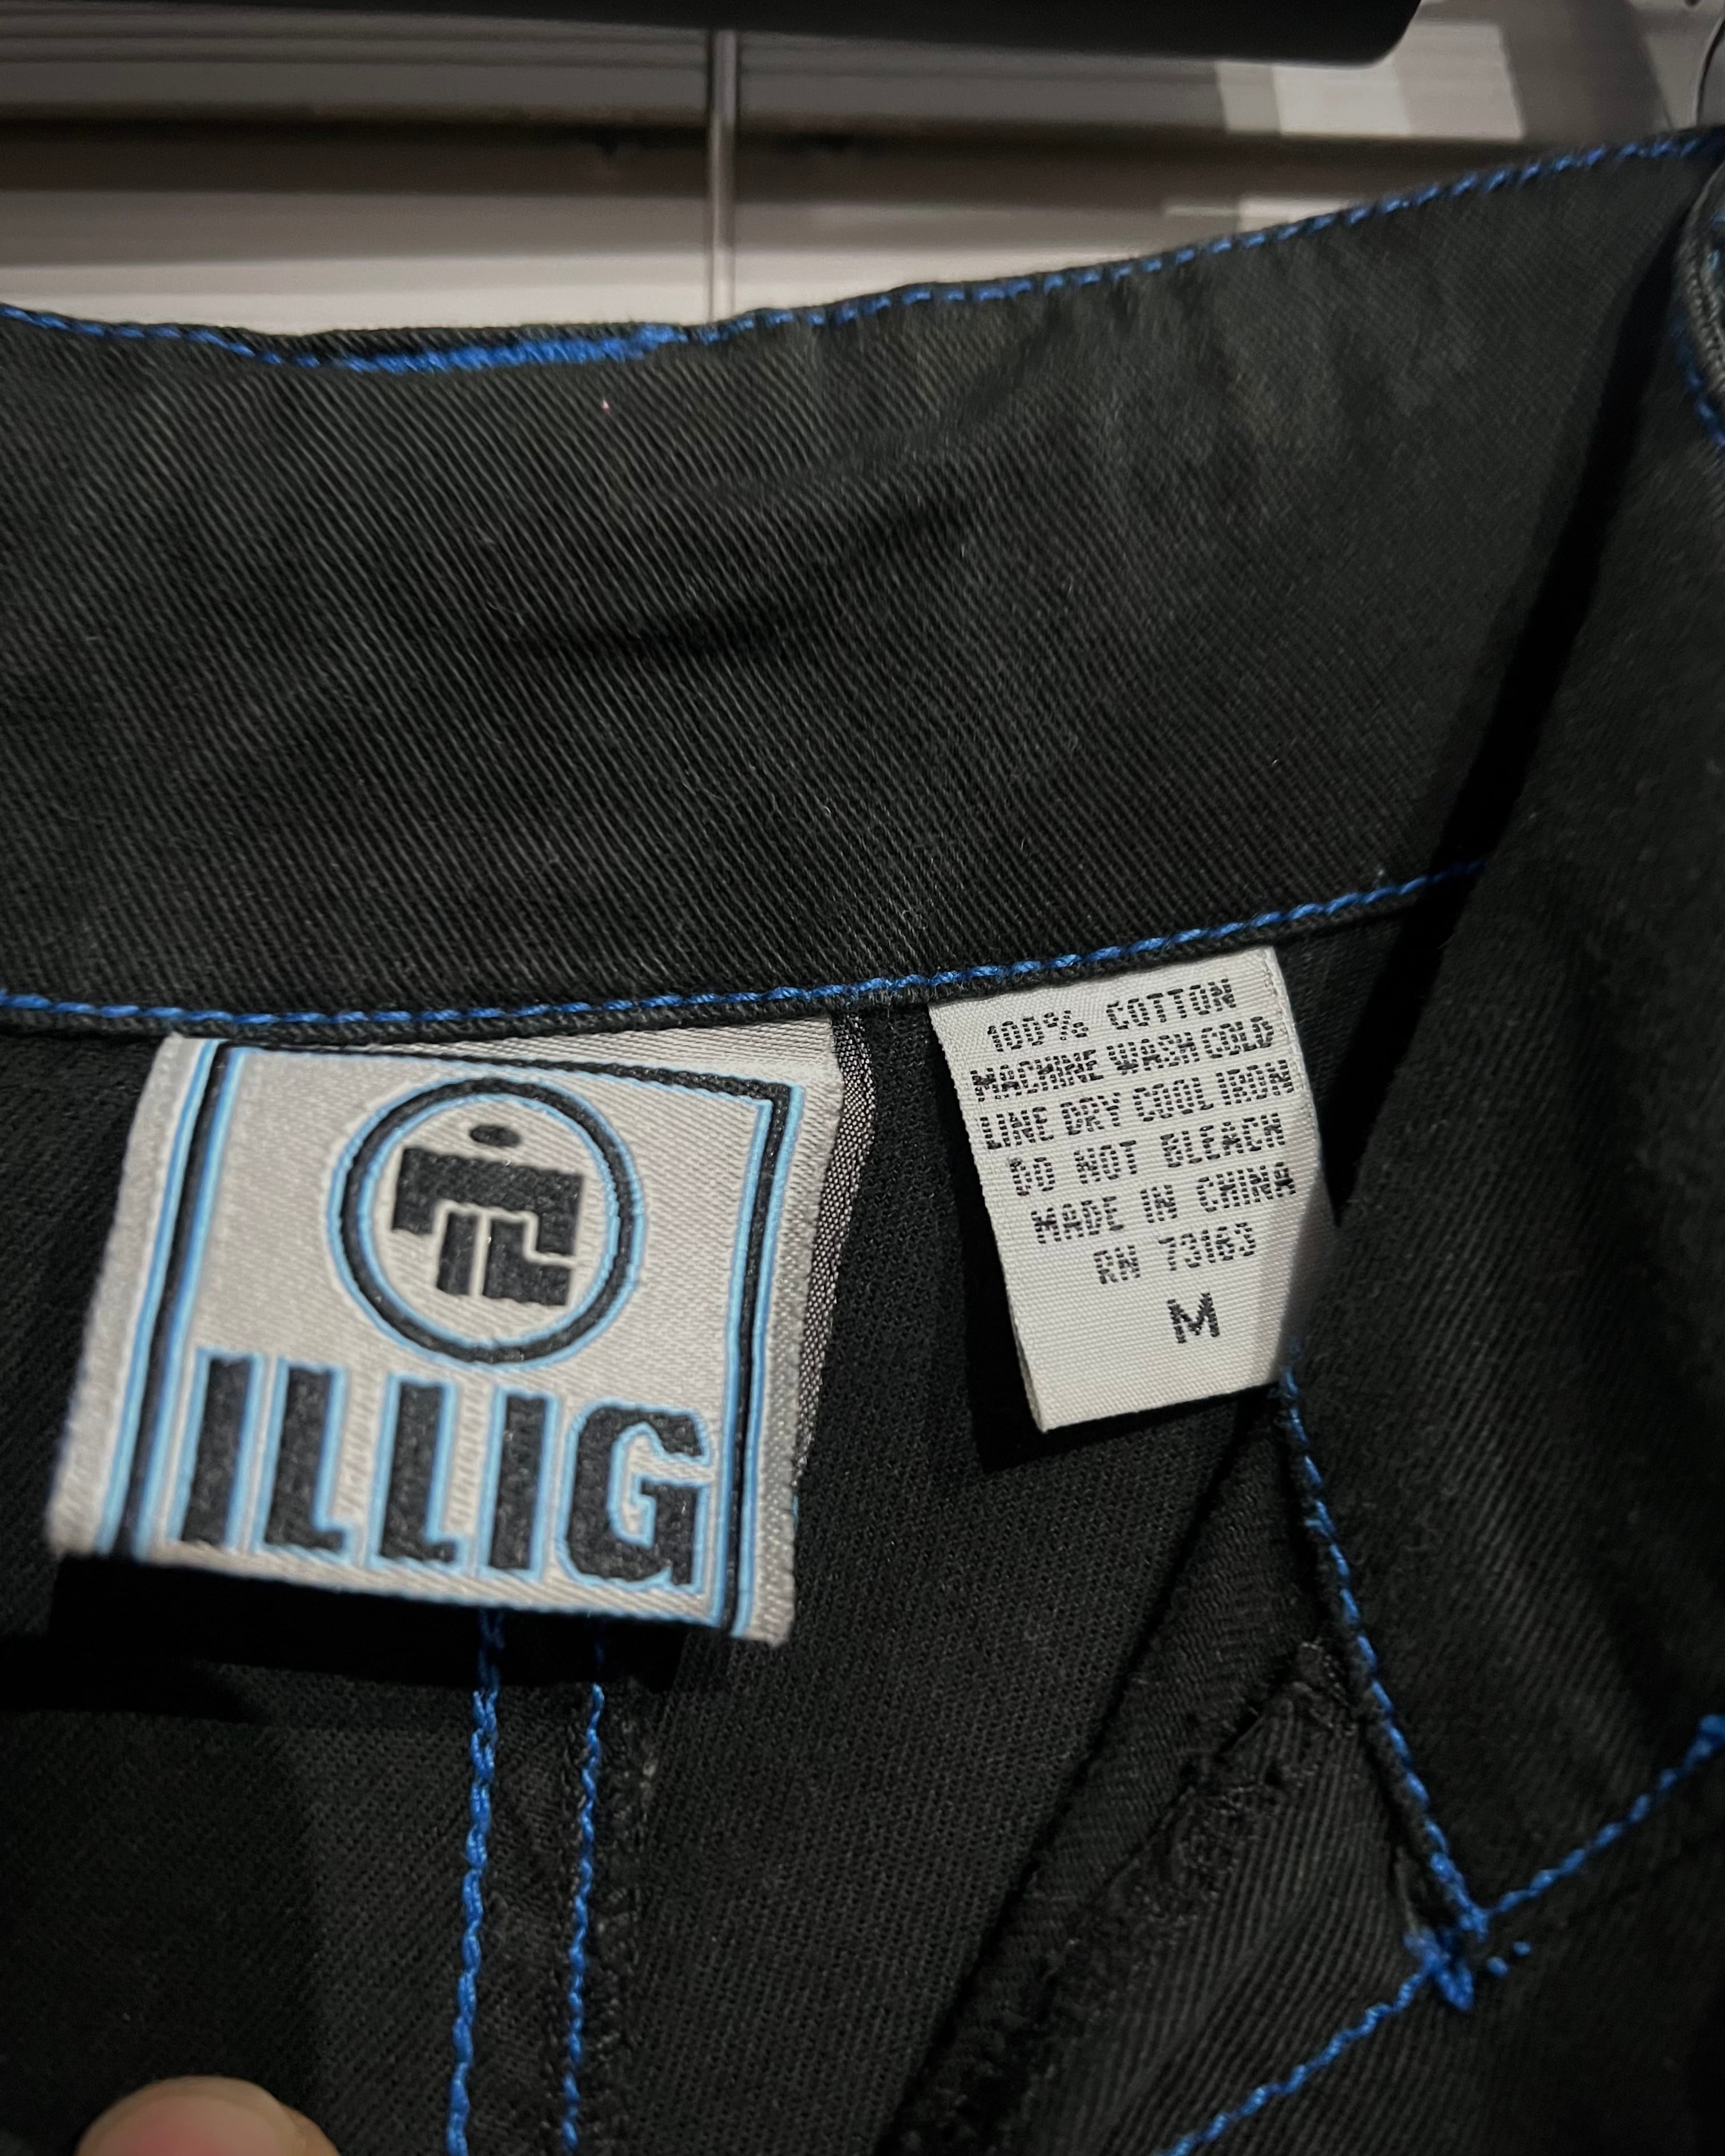 ILLIG
100% COTTON
MACHINE WASH COLD
LINE DRY COOL IRON
DO NOT BLEACH
MADE IN CHINA
RN 73163
M